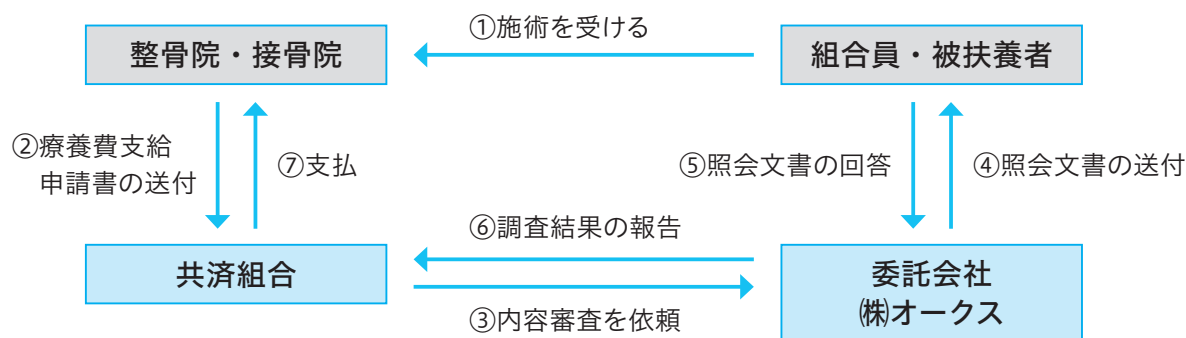 ①施術を受ける
整骨院・接骨院
組合員・被扶養者
②療養費支給
申請書の送付
⑦支払
⑤照会文書の回答
④照会文書の送付
⑥調査結果の報告
共済組合
委託会社
㈱オークス
③内容審査を依頼